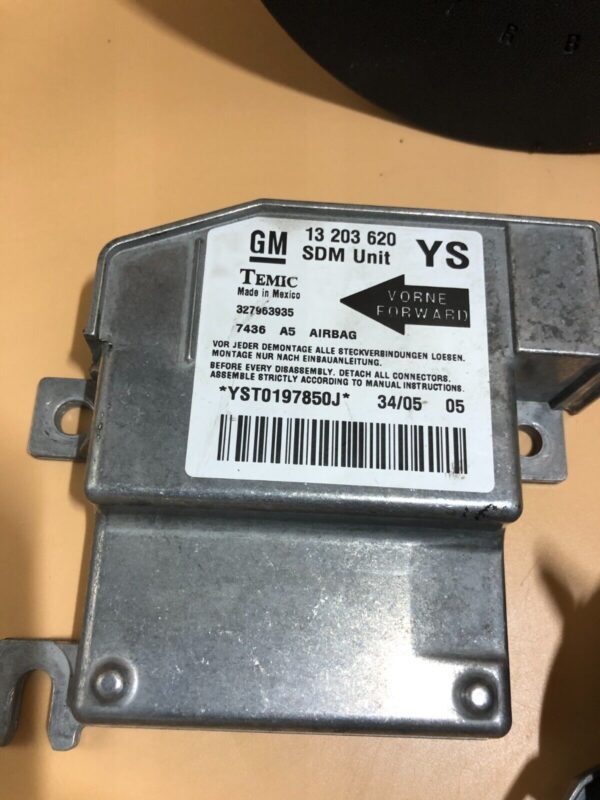 GM 13 203 620 YS
SDM Unit
TEMIC
Made in Mexico
VORNE
FORWARD
327963935
7436 A5 AIRBAG
VOR JEDER DEMONTAGE ALLE STECKVERBINDUNGEN LOESEN.
MONTAGE NUR NACH EINBAUANLEITUNG.
BEFORE EVERY DISASSEMBLY. DETACH ALL CONNECTORS.
ASSEMBLE STRICTLY ACCORDING TO MANUAL INSTRUCTIONS.
*YST0197850J* 34/05 05